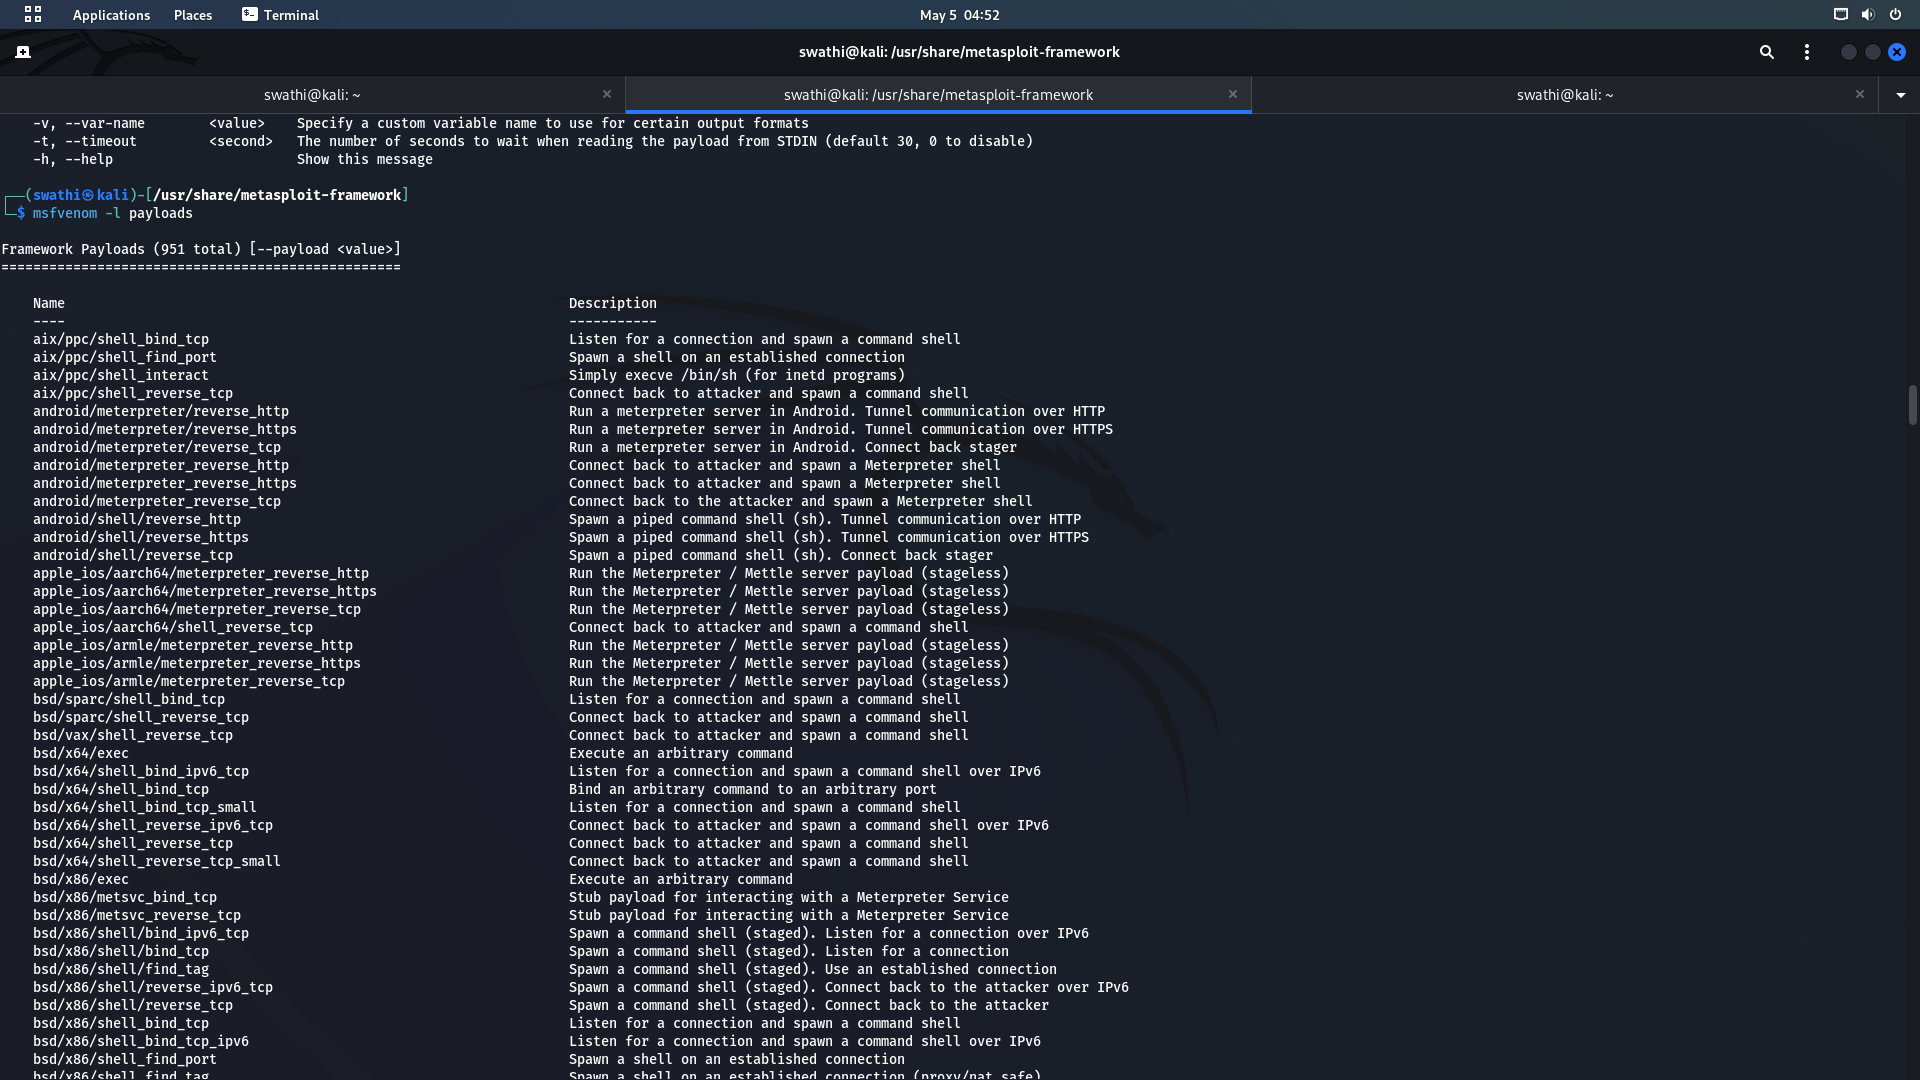 Applications Places Terminal May 5 04:52
swathi@kali: /usr/share/metasploit-framework
swathi@kali: ~ swathi@kali: /usr/share/metasploit-framework swathi@kali: ~
-v, --var-name <value> Specify a custom variable name to use for certain output formats
-t, --timeout <second> The number of seconds to wait when reading the payload from STDIN (default 30, 0 to disable)
-h, --help Show this message
┌──(swathi㉿kali)-[/usr/share/metasploit-framework]
└─$ msfvenom -l payloads
Framework Payloads (951 total) [--payload <value>]
==================================================
Name Description
---- -----------
aix/ppc/shell_bind_tcp Listen for a connection and spawn a command shell
aix/ppc/shell_find_port Spawn a shell on an established connection
aix/ppc/shell_interact Simply execve /bin/sh (for inetd programs)
aix/ppc/shell_reverse_tcp Connect back to attacker and spawn a command shell
android/meterpreter/reverse_http Run a meterpreter server in Android. Tunnel communication over HTTP
android/meterpreter/reverse_https Run a meterpreter server in Android. Tunnel communication over HTTPS
android/meterpreter/reverse_tcp Run a meterpreter server in Android. Connect back stager
android/meterpreter_reverse_http Connect back to attacker and spawn a Meterpreter shell
android/meterpreter_reverse_https Connect back to attacker and spawn a Meterpreter shell
android/meterpreter_reverse_tcp Connect back to the attacker and spawn a Meterpreter shell
android/shell/reverse_http Spawn a piped command shell (sh). Tunnel communication over HTTP
android/shell/reverse_https Spawn a piped command shell (sh). Tunnel communication over HTTPS
android/shell/reverse_tcp Spawn a piped command shell (sh). Connect back stager
apple_ios/aarch64/meterpreter_reverse_http Run the Meterpreter / Mettle server payload (stageless)
apple_ios/aarch64/meterpreter_reverse_https Run the Meterpreter / Mettle server payload (stageless)
apple_ios/aarch64/meterpreter_reverse_tcp Run the Meterpreter / Mettle server payload (stageless)
apple_ios/aarch64/shell_reverse_tcp Connect back to attacker and spawn a command shell
apple_ios/armle/meterpreter_reverse_http Run the Meterpreter / Mettle server payload (stageless)
apple_ios/armle/meterpreter_reverse_https Run the Meterpreter / Mettle server payload (stageless)
apple_ios/armle/meterpreter_reverse_tcp Run the Meterpreter / Mettle server payload (stageless)
bsd/sparc/shell_bind_tcp Listen for a connection and spawn a command shell
bsd/sparc/shell_reverse_tcp Connect back to attacker and spawn a command shell
bsd/vax/shell_reverse_tcp Connect back to attacker and spawn a command shell
bsd/x64/exec Execute an arbitrary command
bsd/x64/shell_bind_ipv6_tcp Listen for a connection and spawn a command shell over IPv6
bsd/x64/shell_bind_tcp Bind an arbitrary command to an arbitrary port
bsd/x64/shell_bind_tcp_small Listen for a connection and spawn a command shell
bsd/x64/shell_reverse_ipv6_tcp Connect back to attacker and spawn a command shell over IPv6
bsd/x64/shell_reverse_tcp Connect back to attacker and spawn a command shell
bsd/x64/shell_reverse_tcp_small Connect back to attacker and spawn a command shell
bsd/x86/exec Execute an arbitrary command
bsd/x86/metsvc_bind_tcp Stub payload for interacting with a Meterpreter Service
bsd/x86/metsvc_reverse_tcp Stub payload for interacting with a Meterpreter Service
bsd/x86/shell/bind_ipv6_tcp Spawn a command shell (staged). Listen for a connection over IPv6
bsd/x86/shell/bind_tcp Spawn a command shell (staged). Listen for a connection
bsd/x86/shell/find_tag Spawn a command shell (staged). Use an established connection
bsd/x86/shell/reverse_ipv6_tcp Spawn a command shell (staged). Connect back to the attacker over IPv6
bsd/x86/shell/reverse_tcp Spawn a command shell (staged). Connect back to the attacker
bsd/x86/shell_bind_tcp Listen for a connection and spawn a command shell
bsd/x86/shell_bind_tcp_ipv6 Listen for a connection and spawn a command shell over IPv6
bsd/x86/shell_find_port Spawn a shell on an established connection
bsd/x86/shell_find_tag Spawn a shell on an established connection (proxy/nat safe)